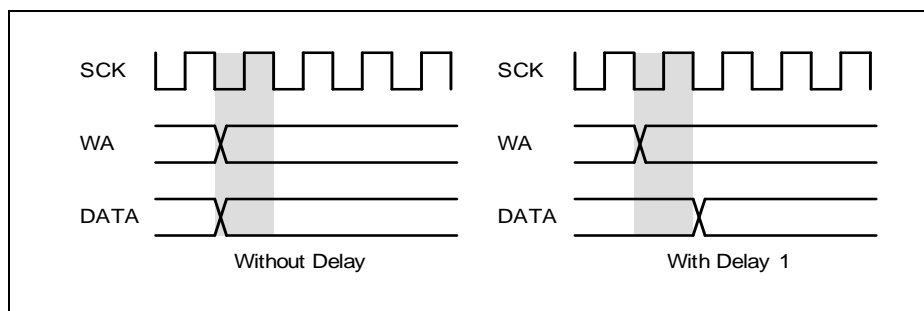 SCK
WA
DATA
Without Delay
SCK
WA
DATA
With Delay 1